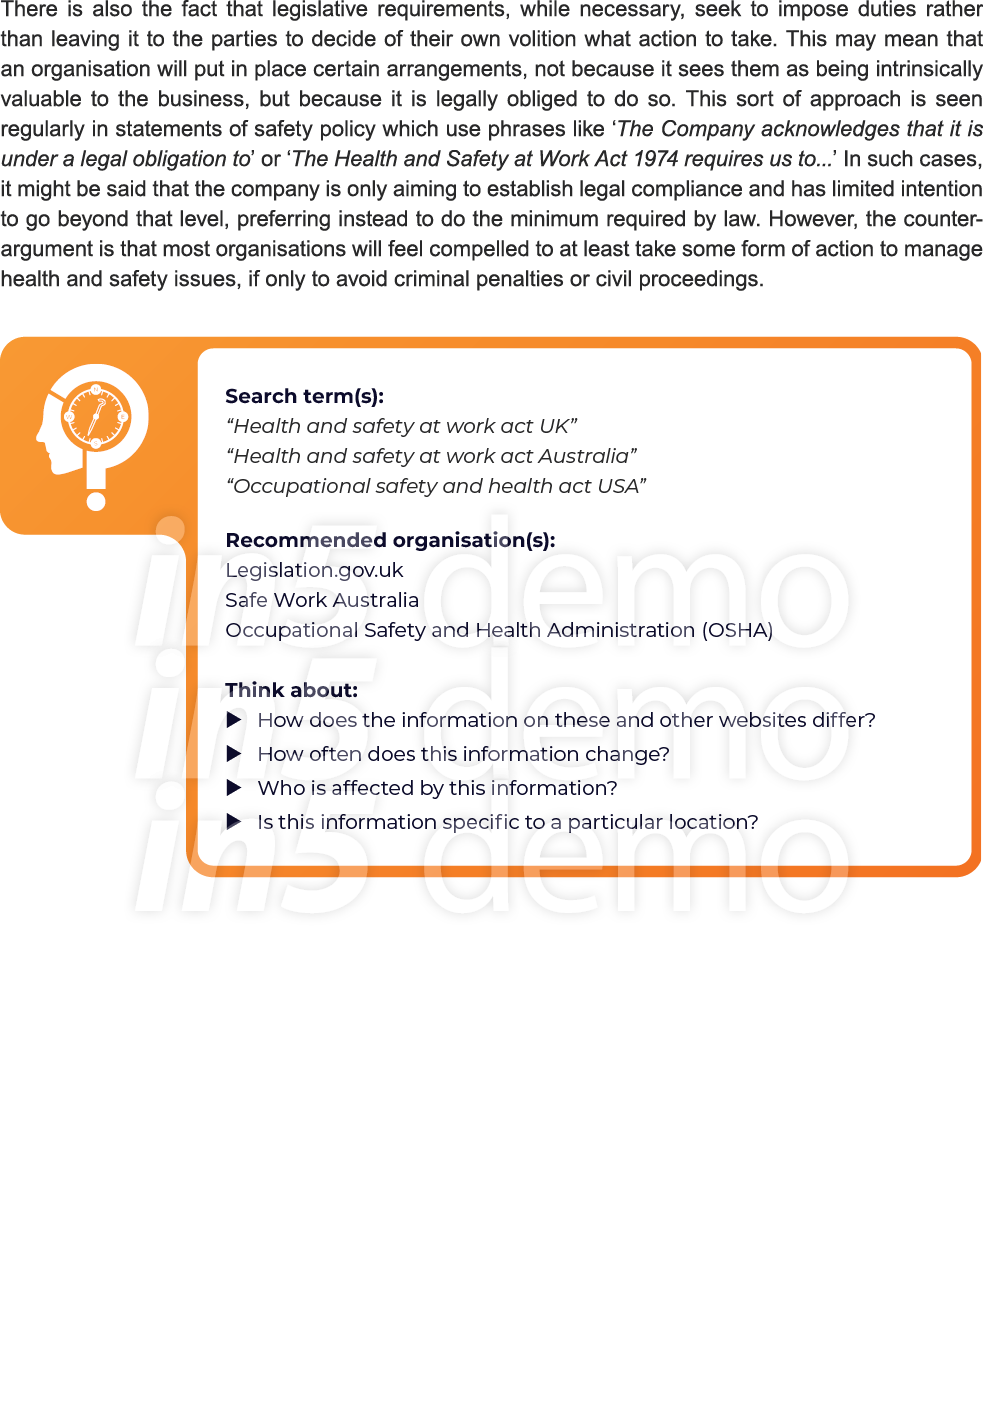 There is also the fact that legislative requirements, while necessary, seek to impose duties rather
than leaving it to the parties to decide of their own volition what action to take. This may mean that
an organisation will put in place certain arrangements, not because it sees them as being intrinsically
valuable to the business, but because it is legally obliged to do so. This sort of approach is seen
regularly in statements of safety policy which use phrases like ‘The Company acknowledges that it is
under a legal obligation to’ or ‘The Health and Safety at Work Act 1974 requires us to...’ In such cases,
it might be said that the company is only aiming to establish legal compliance and has limited intention
to go beyond that level, preferring instead to do the minimum required by law. However, the counter-
argument is that most organisations will feel compelled to at least take some form of action to manage
health and safety issues, if only to avoid criminal penalties or civil proceedings.
Search term(s):
“Health and safety at work act UK”
“Health and safety at work act Australia”
“Occupational safety and health act USA”
Recommended organisation(s):
Legislation.gov.uk
Safe Work Australia
Occupational Safety and Health Administration (OSHA)
Think about:
▶ How does the information on these and other websites differ?
▶ How often does this information change?
▶ Who is affected by this information?
▶ Is this information specific to a particular location?
in5 demo
in5 demo
in5 demo